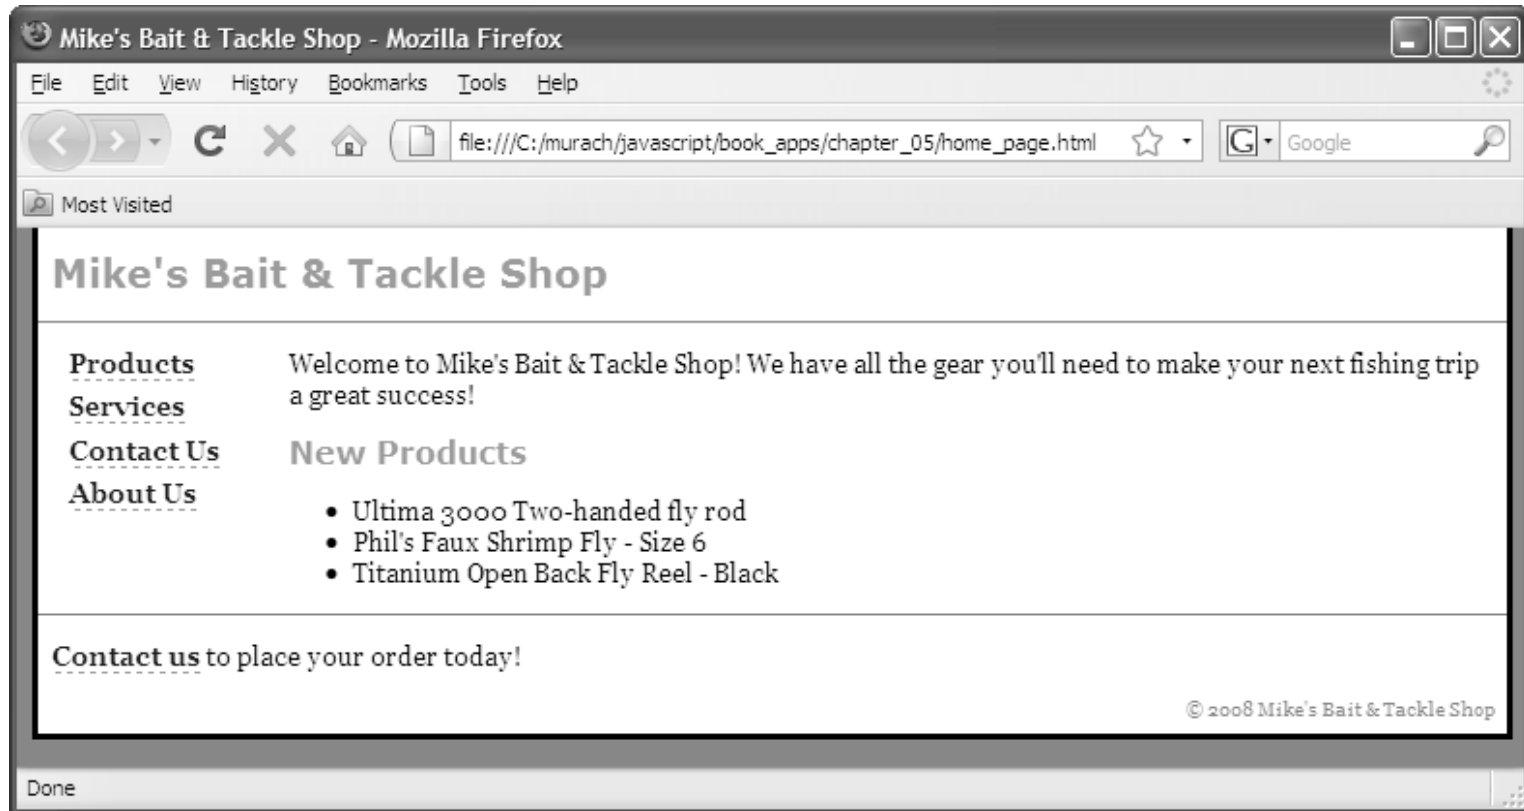 Mike's Bait & Tackle Shop - Mozilla Firefox
File Edit View History Bookmarks Tools Help
file:///C:/murach/javascript/book_apps/chapter_05/home_page.html G Google
Most Visited
Mike's Bait & Tackle Shop
Products
Services
Contact Us
About Us
Welcome to Mike's Bait & Tackle Shop! We have all the gear you'll need to make your next fishing trip
a great success!
New Products
• Ultima 3000 Two-handed fly rod
• Phil's Faux Shrimp Fly - Size 6
• Titanium Open Back Fly Reel - Black
Contact us to place your order today!
© 2008 Mike's Bait & Tackle Shop
Done